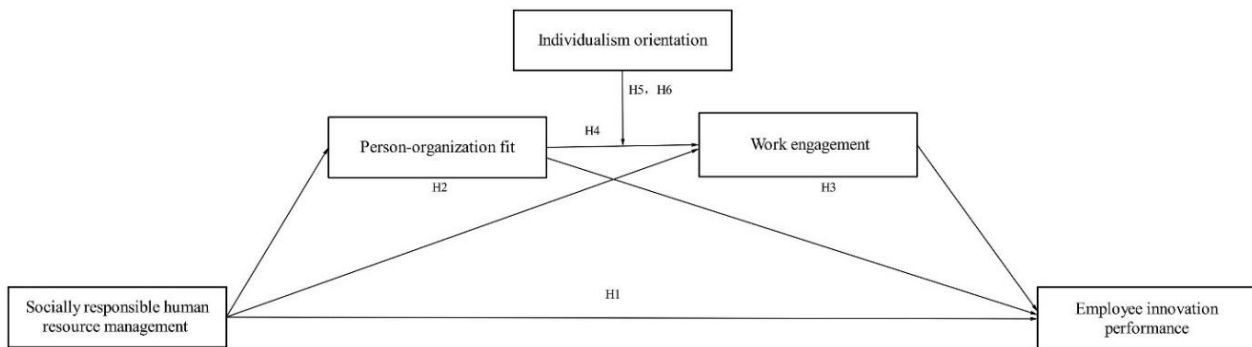 Individualism orientation
H5，H6
Person-organization fit
H4
Work engagement
H2
H3
Socially responsible human
resource management
H1
Employee innovation
performance